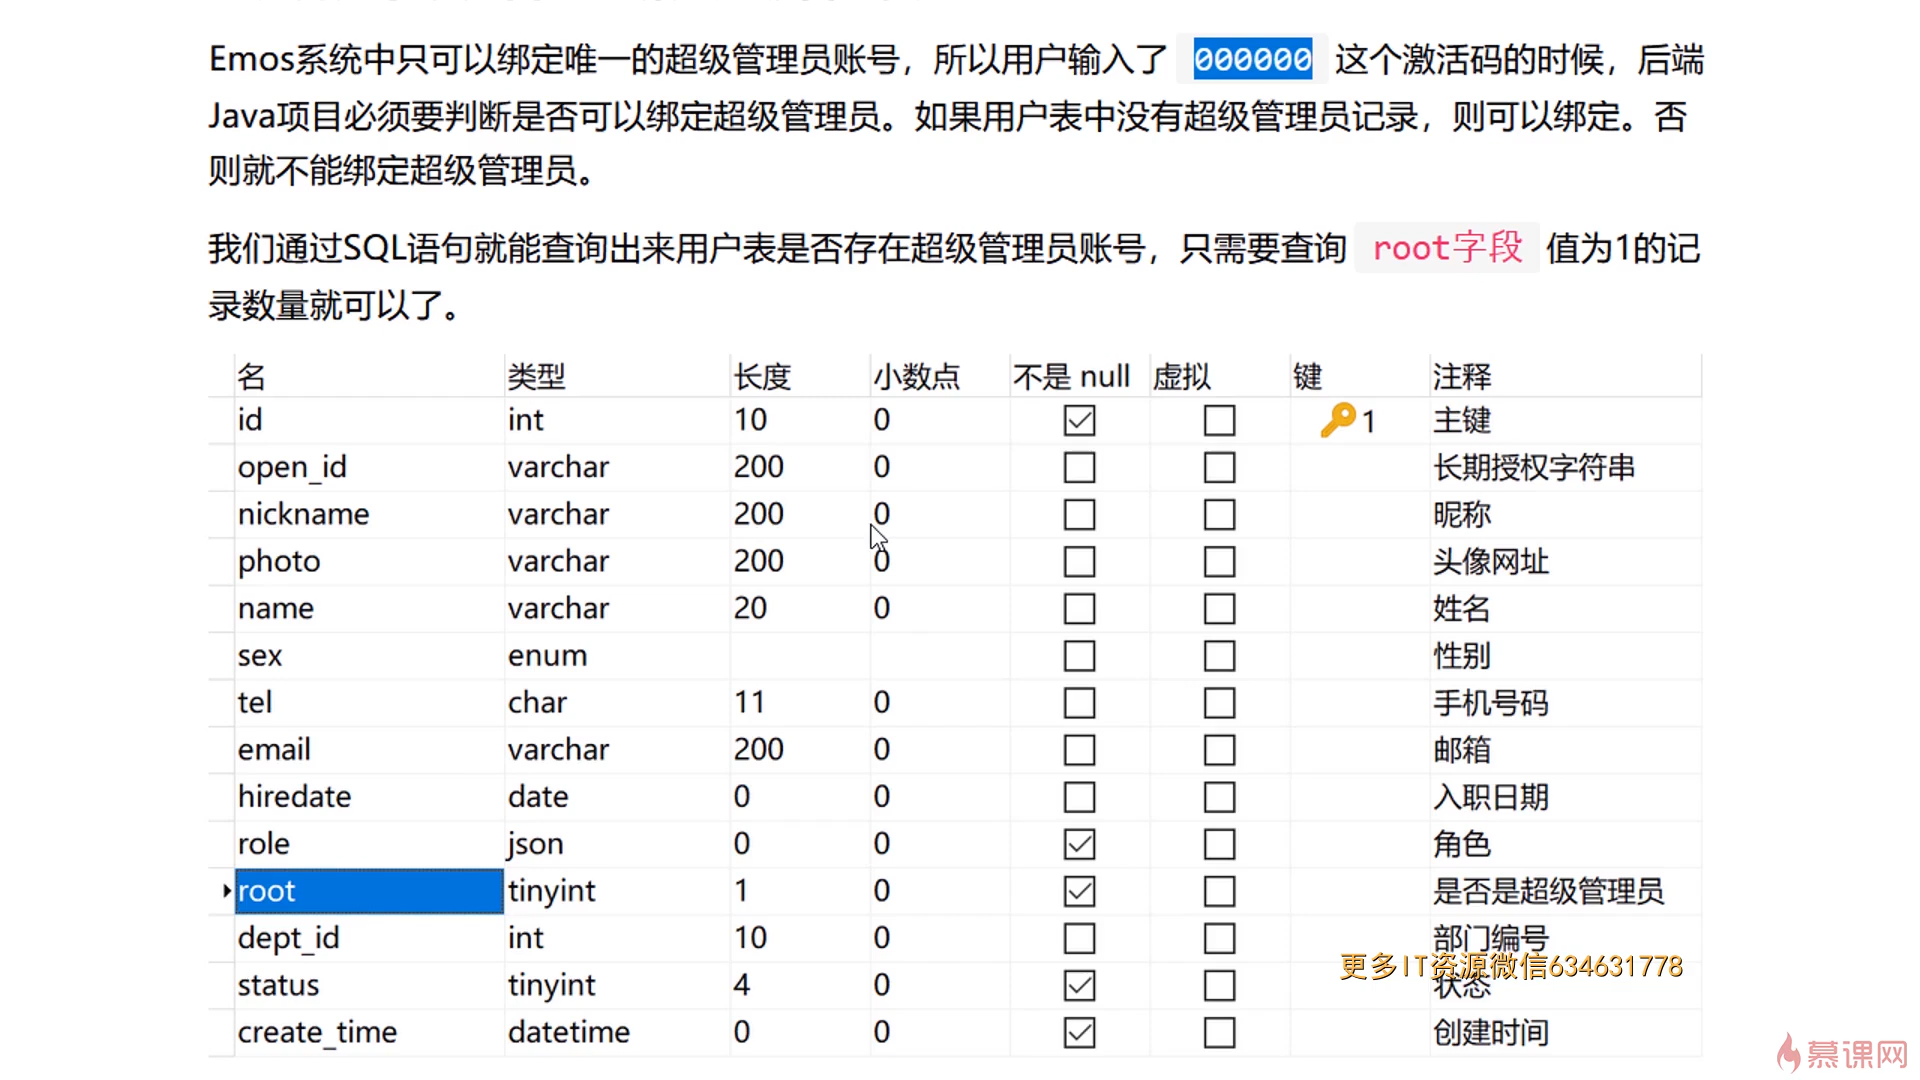 Emos系统中只可以绑定唯一的超级管理员账号，所以用户输入了 000000 这个激活码的时候，后端
Java项目必须要判断是否可以绑定超级管理员。如果用户表中没有超级管理员记录，则可以绑定。否
则就不能绑定超级管理员。
我们通过SQL语句就能查询出来用户表是否存在超级管理员账号，只需要查询 root字段 值为1的记
录数量就可以了。
名 类型 长度 小数点 不是 null 虚拟 键 注释
id int 10 0 1 主键
open_id varchar 200 0 长期授权字符串
nickname varchar 200 0 昵称
photo varchar 200 0 头像网址
name varchar 20 0 姓名
sex enum 性别
tel char 11 0 手机号码
email varchar 200 0 邮箱
hiredate date 0 0 入职日期
role json 0 0 角色
root tinyint 1 0 是否是超级管理员
dept_id int 10 0 部门编号
更多IT资源微信634631778
status tinyint 4 0 状态
create_time datetime 0 0 创建时间
慕课网